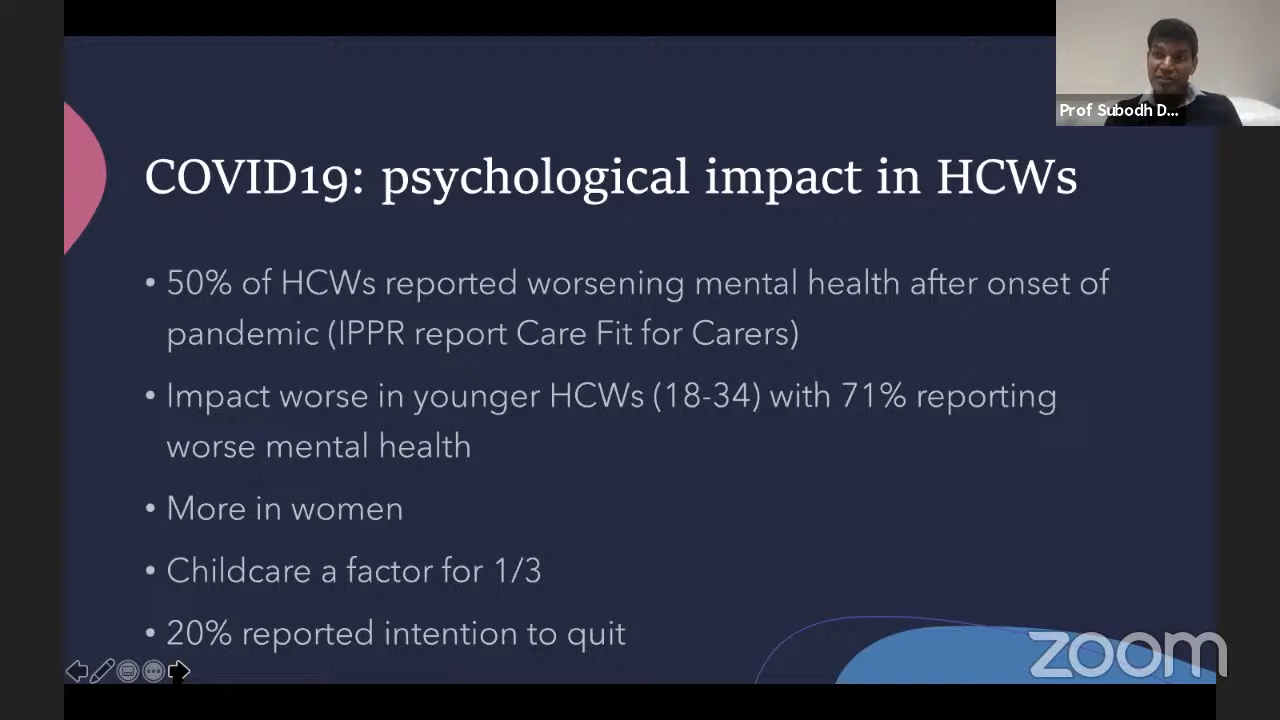 Prof Subodh D...
COVID19: psychological impact in HCWs
• 50% of HCWs reported worsening mental health after onset of
pandemic (IPPR report Care Fit for Carers)
• Impact worse in younger HCWs (18-34) with 71% reporting
worse mental health
• More in women
• Childcare a factor for 1/3
• 20% reported intention to quit
zoom